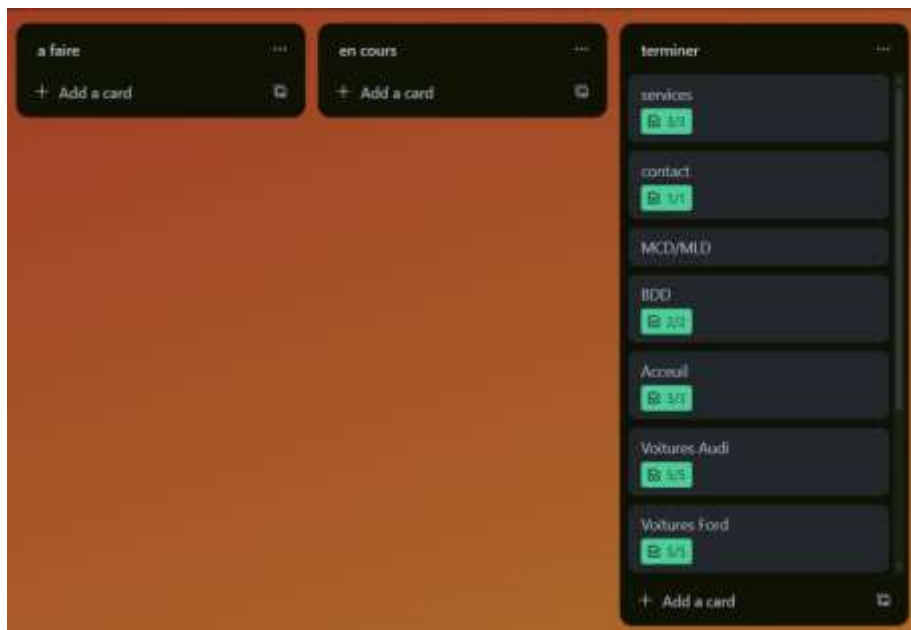 a faire
Add a card
en cours
Add a card
terminer
services
3/3
contact
1/1
MCD/MLD
BDD
2/2
Acceuil
3/3
Voitures Audi
5/5
Voitures Ford
5/5
Add a card